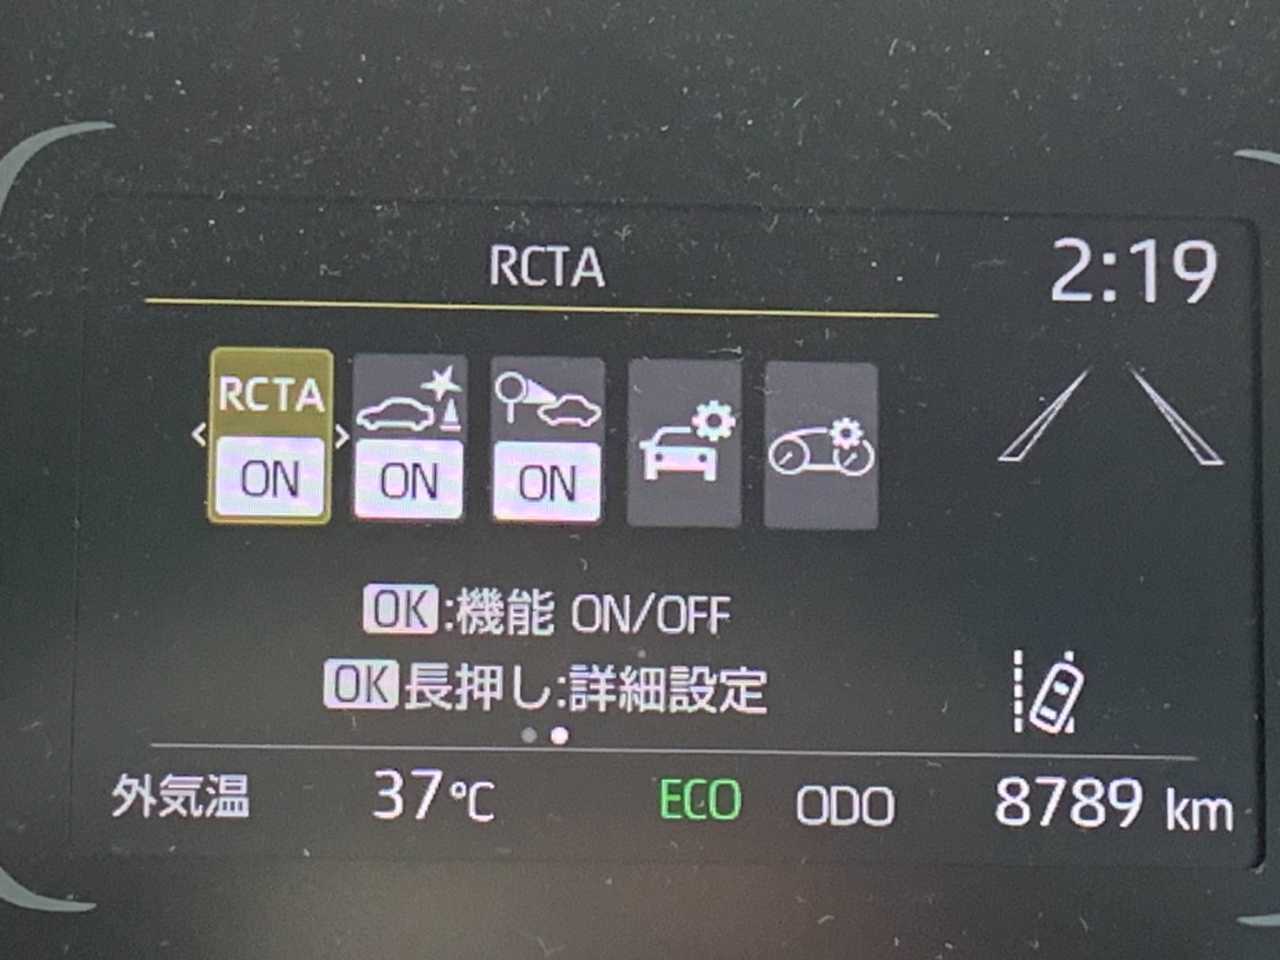 RCTA
2:19
RCTA
ON ON ON
OK:機能 ON/OFF
OK長押し:詳細設定
外気温 37℃ ECO ODO 8789 km